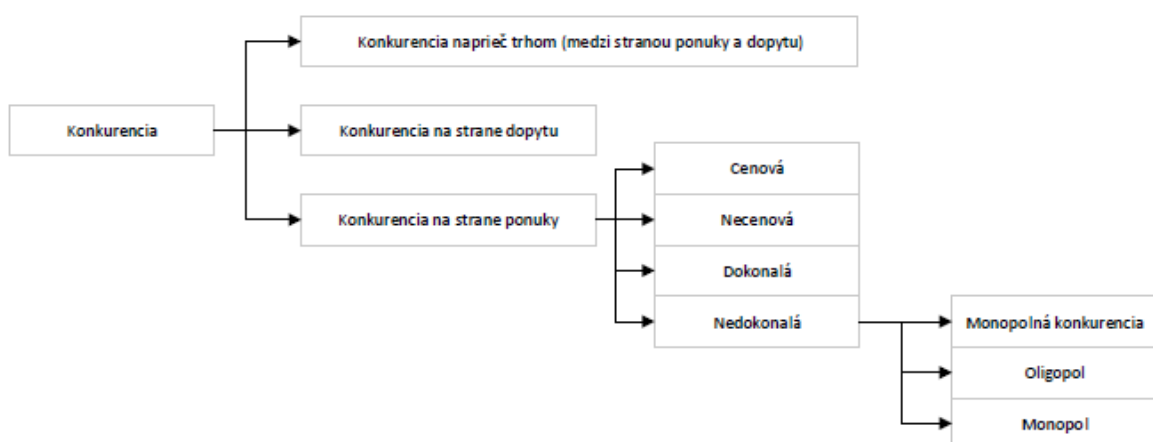 Konkurencia naprieč trhom (medzi stranou ponuky a dopytu)
Konkurencia
Konkurencia na strane dopytu
Konkurencia na strane ponuky
Cenová
Necenová
Dokonalá
Nedokonalá
Monopolná konkurencia
Oligopol
Monopol